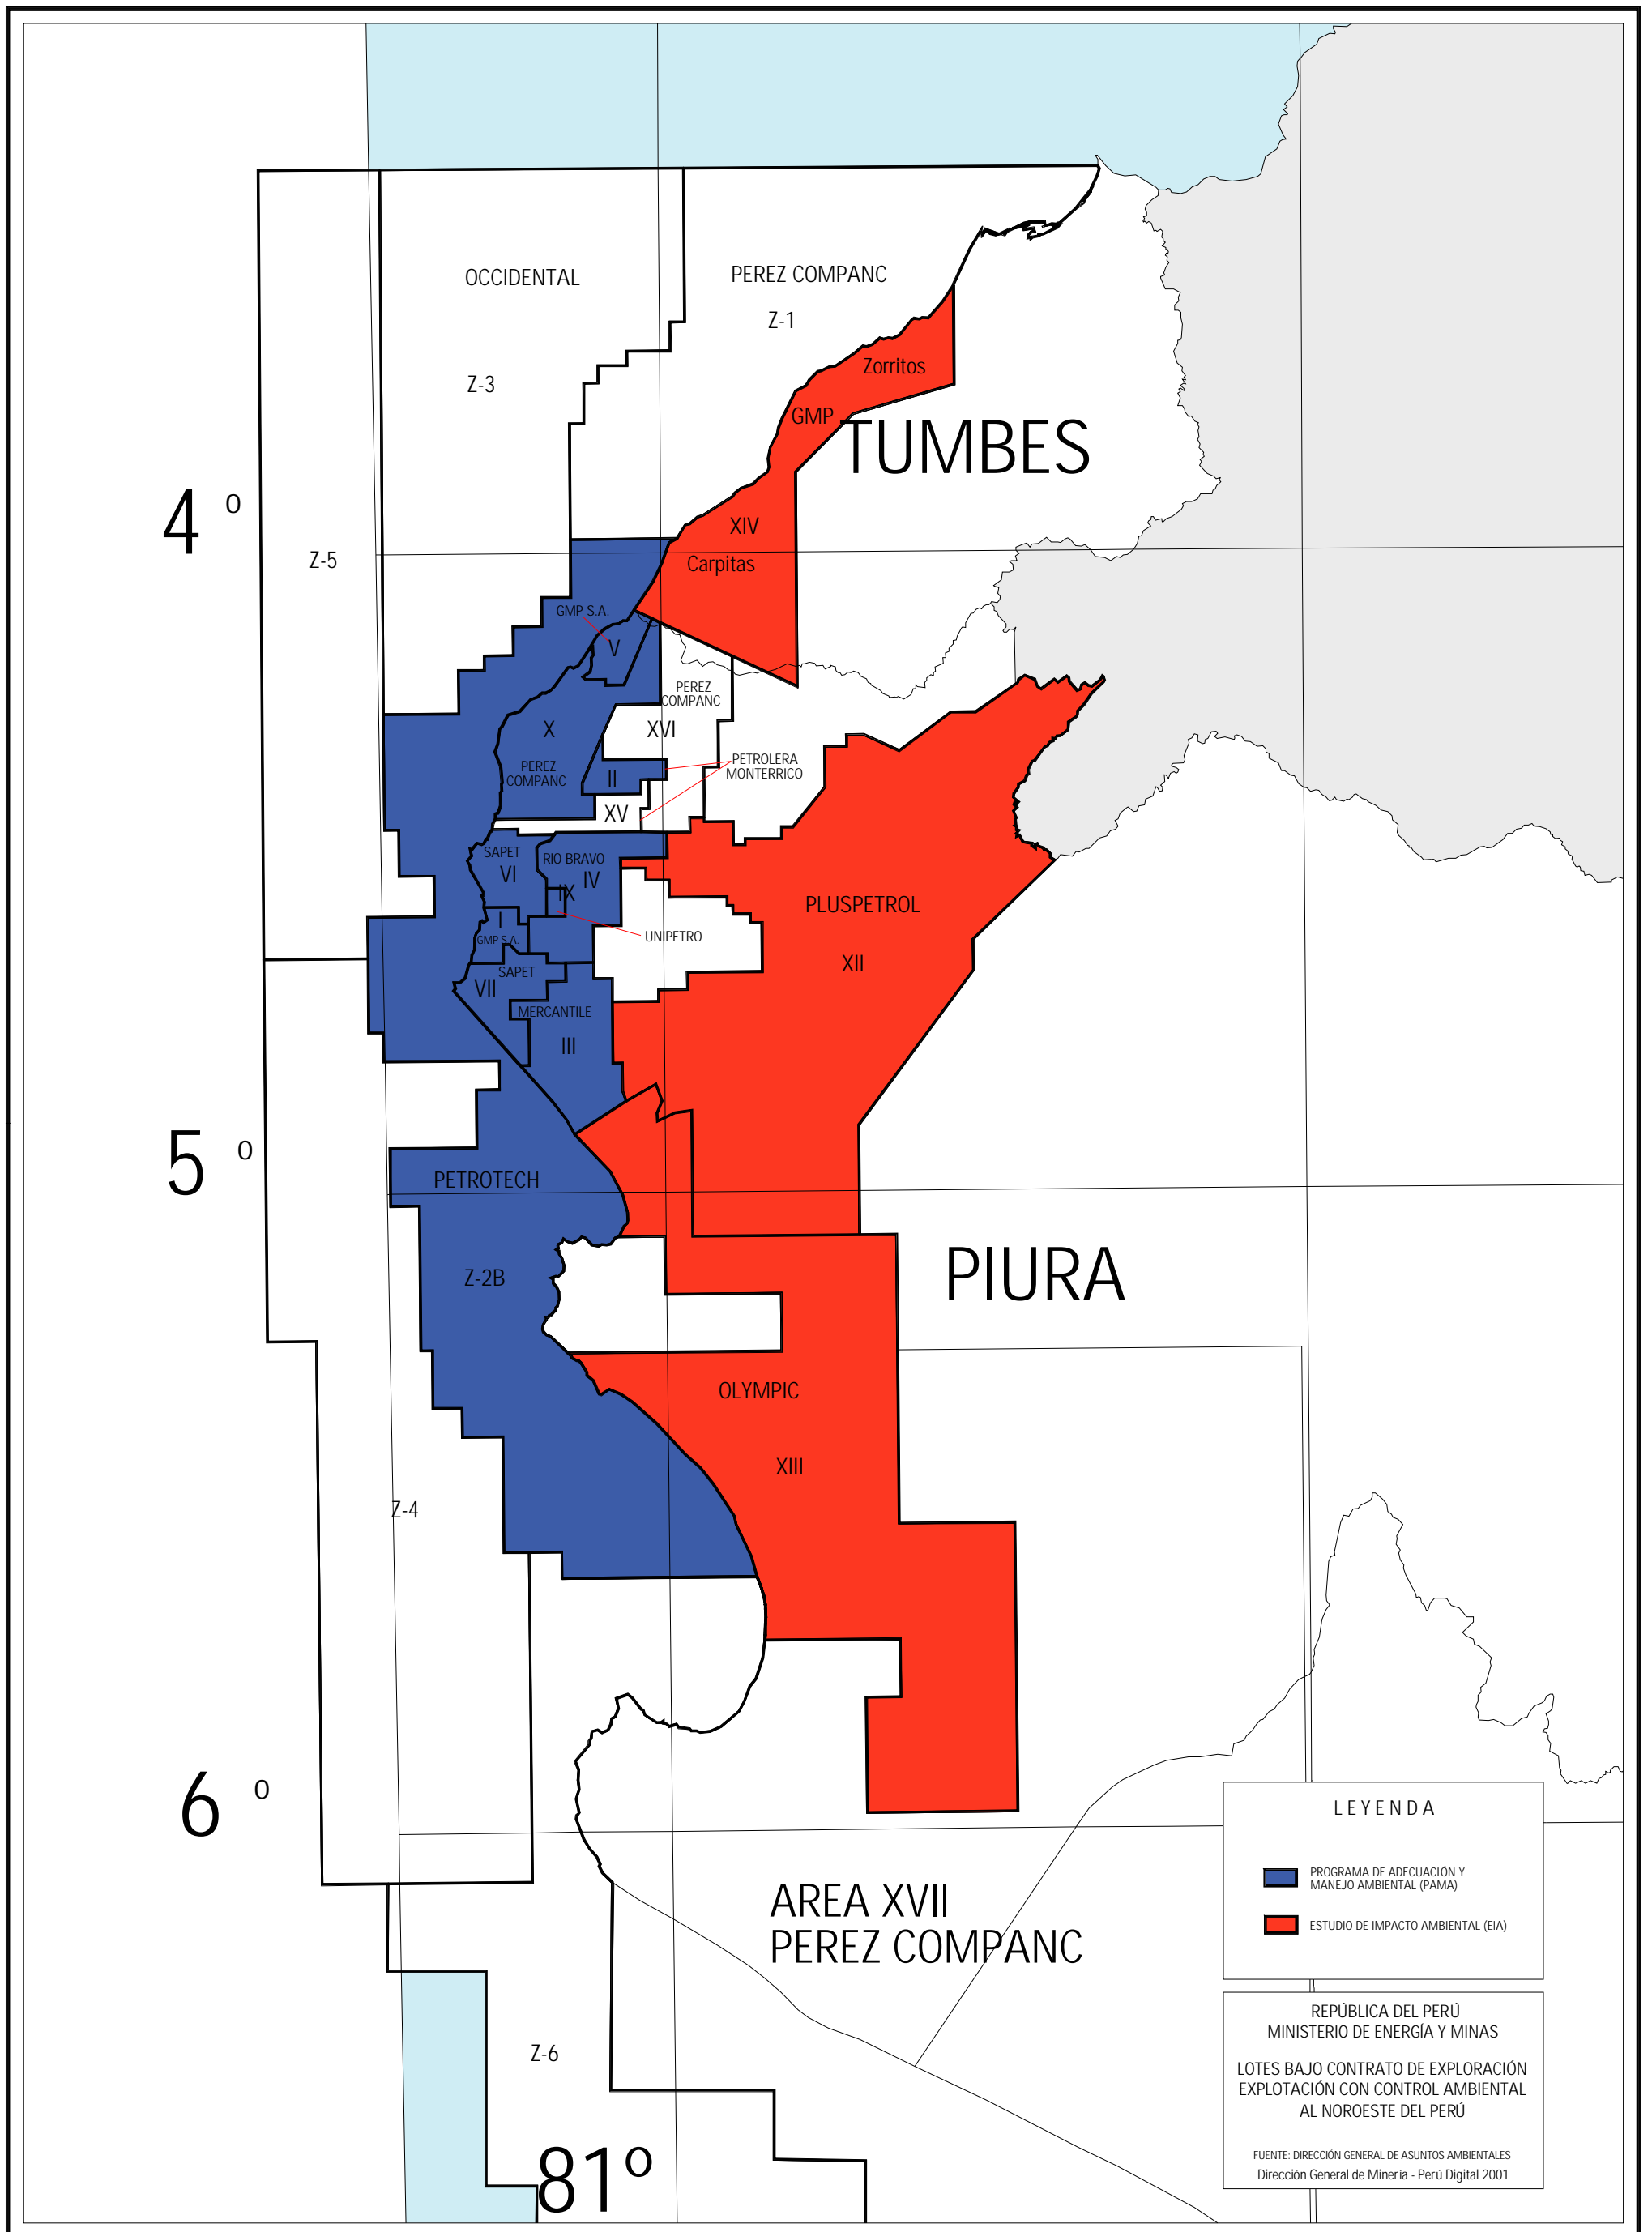 OCCIDENTAL
PEREZ COMPANC
Z-1
Z-3
Zorritos
GMP
TUMBES
4 º
XIV
Z-5
Carpitas
GMP S.A.
V
PEREZ
COMPANC
X
XVI
PEREZ
COMPANC
II
PETROLERA
MONTERRICO
XV
SAPET
VI
RIO BRAVO
IV
IX
PLUSPETROL
XII
I
GMP S.A.
UNIPETRO
SAPET
VII
MERCANTILE
III
5 º
PETROTECH
Z-2B
PIURA
OLYMPIC
XIII
Z-4
6 º
AREA XVII
PEREZ COMPANC
Z-6
81º
LEYENDA
PROGRAMA DE ADECUACIÓN Y
MANEJO AMBIENTAL (PAMA)
ESTUDIO DE IMPACTO AMBIENTAL (EIA)
REPÚBLICA DEL PERÚ
MINISTERIO DE ENERGÍA Y MINAS
LOTES BAJO CONTRATO DE EXPLORACIÓN
EXPLOTACIÓN CON CONTROL AMBIENTAL
AL NOROESTE DEL PERÚ
FUENTE: DIRECCIÓN GENERAL DE ASUNTOS AMBIENTALES
Dirección General de Minería - Perú Digital 2001